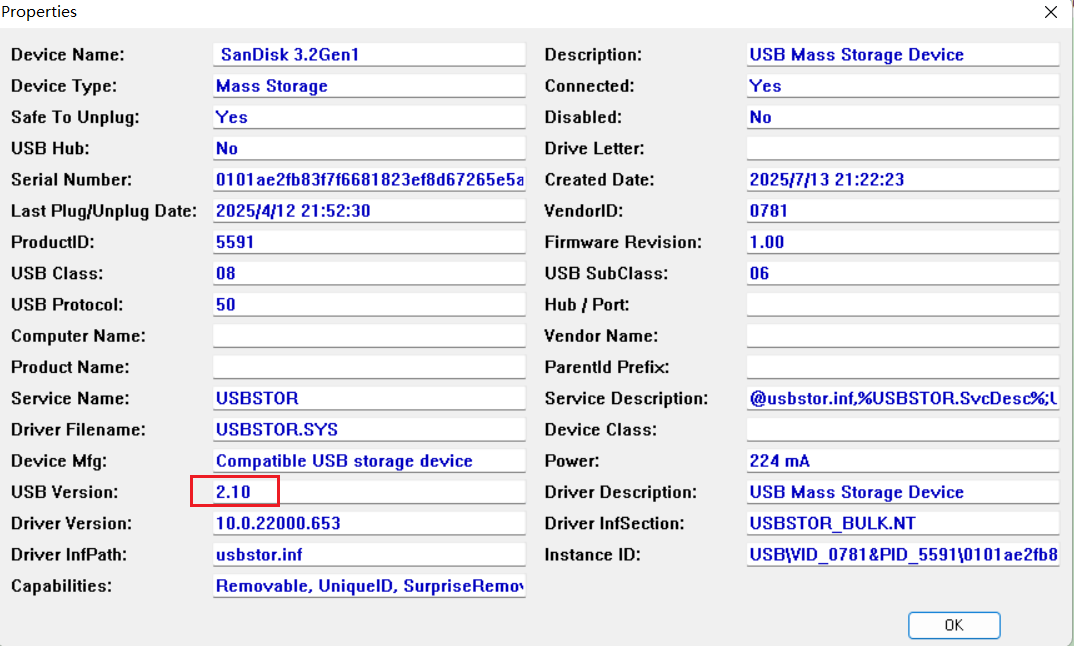 Properties
Device Name: SanDisk 3.2Gen1 Description: USB Mass Storage Device
Device Type: Mass Storage Connected: Yes
Safe To Unplug: Yes Disabled: No
USB Hub: No Drive Letter:
Serial Number: 0101ae2fb83f7f6681823ef8d67265e5a Created Date: 2025/7/13 21:22:23
Last Plug/Unplug Date: 2025/4/12 21:52:30 VendorID: 0781
ProductID: 5591 Firmware Revision: 1.00
USB Class: 08 USB SubClass: 06
USB Protocol: 50 Hub / Port:
Computer Name: Vendor Name:
Product Name: ParentId Prefix:
Service Name: USBSTOR Service Description: @usbstor.inf,%USBSTOR.SvcDesc%;U
Driver Filename: USBSTOR.SYS Device Class:
Device Mfg: Compatible USB storage device Power: 224 mA
USB Version: 2.10 Driver Description: USB Mass Storage Device
Driver Version: 10.0.22000.653 Driver InfSection: USBSTOR_BULK.NT
Driver InfPath: usbstor.inf Instance ID: USB\VID_0781&PID_5591\0101ae2fb8
Capabilities: Removable, UniqueID, SurpriseRemov
OK